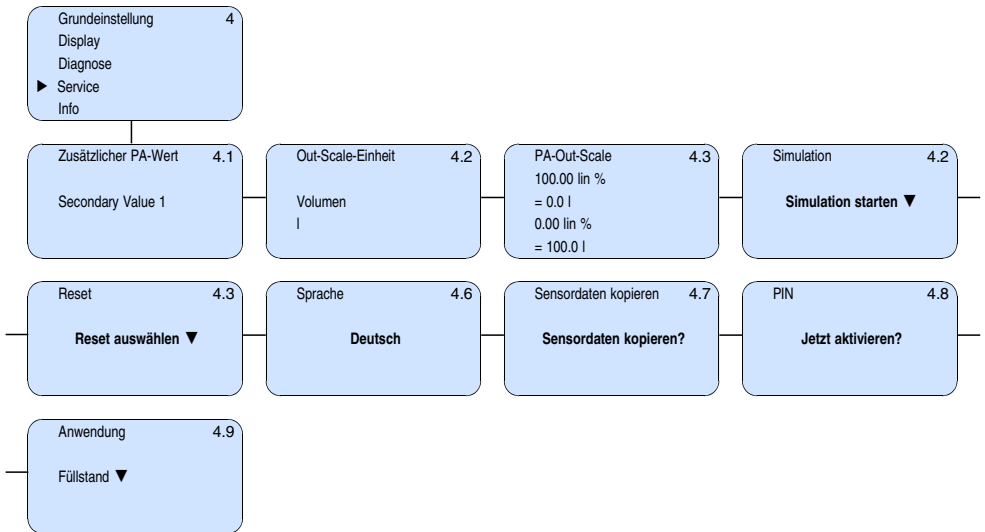 Grundeinstellung 4
Display
Diagnose
▶ Service
Info
Zusätzlicher PA-Wert 4.1
Secondary Value 1
Out-Scale-Einheit 4.2
Volumen
l
PA-Out-Scale 4.3
100.00 lin %
= 0.0 l
0.00 lin %
= 100.0 l
Simulation 4.2
Simulation starten ▼
Reset 4.3
Reset auswählen ▼
Sprache 4.6
Deutsch
Sensordaten kopieren 4.7
Sensordaten kopieren?
PIN 4.8
Jetzt aktivieren?
Anwendung 4.9
Füllstand ▼